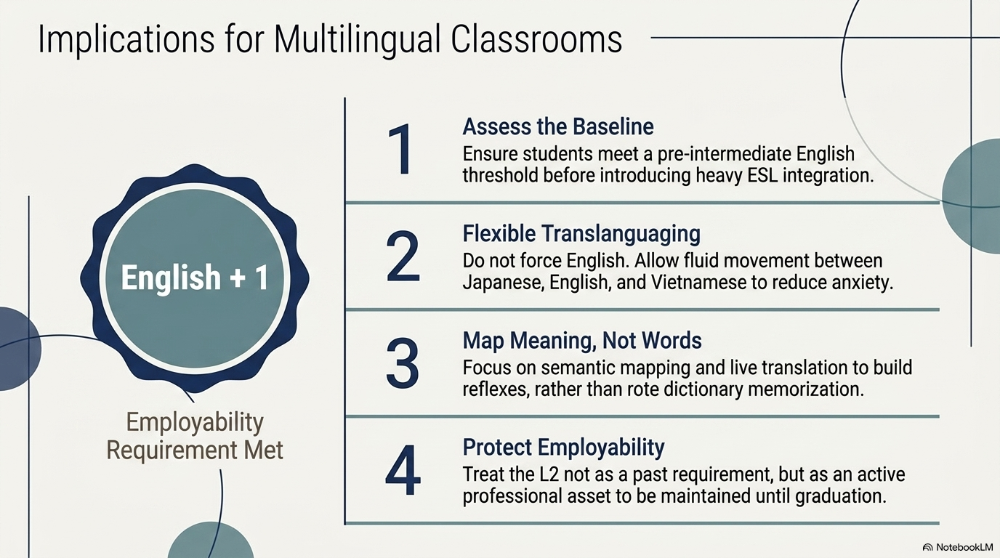 Implications for Multilingual Classrooms
English + 1
Employability
Requirement Met
1
Assess the Baseline
Ensure students meet a pre-intermediate English
threshold before introducing heavy ESL integration.
2
Flexible Translanguaging
Do not force English. Allow fluid movement between
Japanese, English, and Vietnamese to reduce anxiety.
3
Map Meaning, Not Words
Focus on semantic mapping and live translation to build
reflexes, rather than rote dictionary memorization.
4
Protect Employability
Treat the L2 not as a past requirement, but as an active
professional asset to be maintained until graduation.
NotebookLM